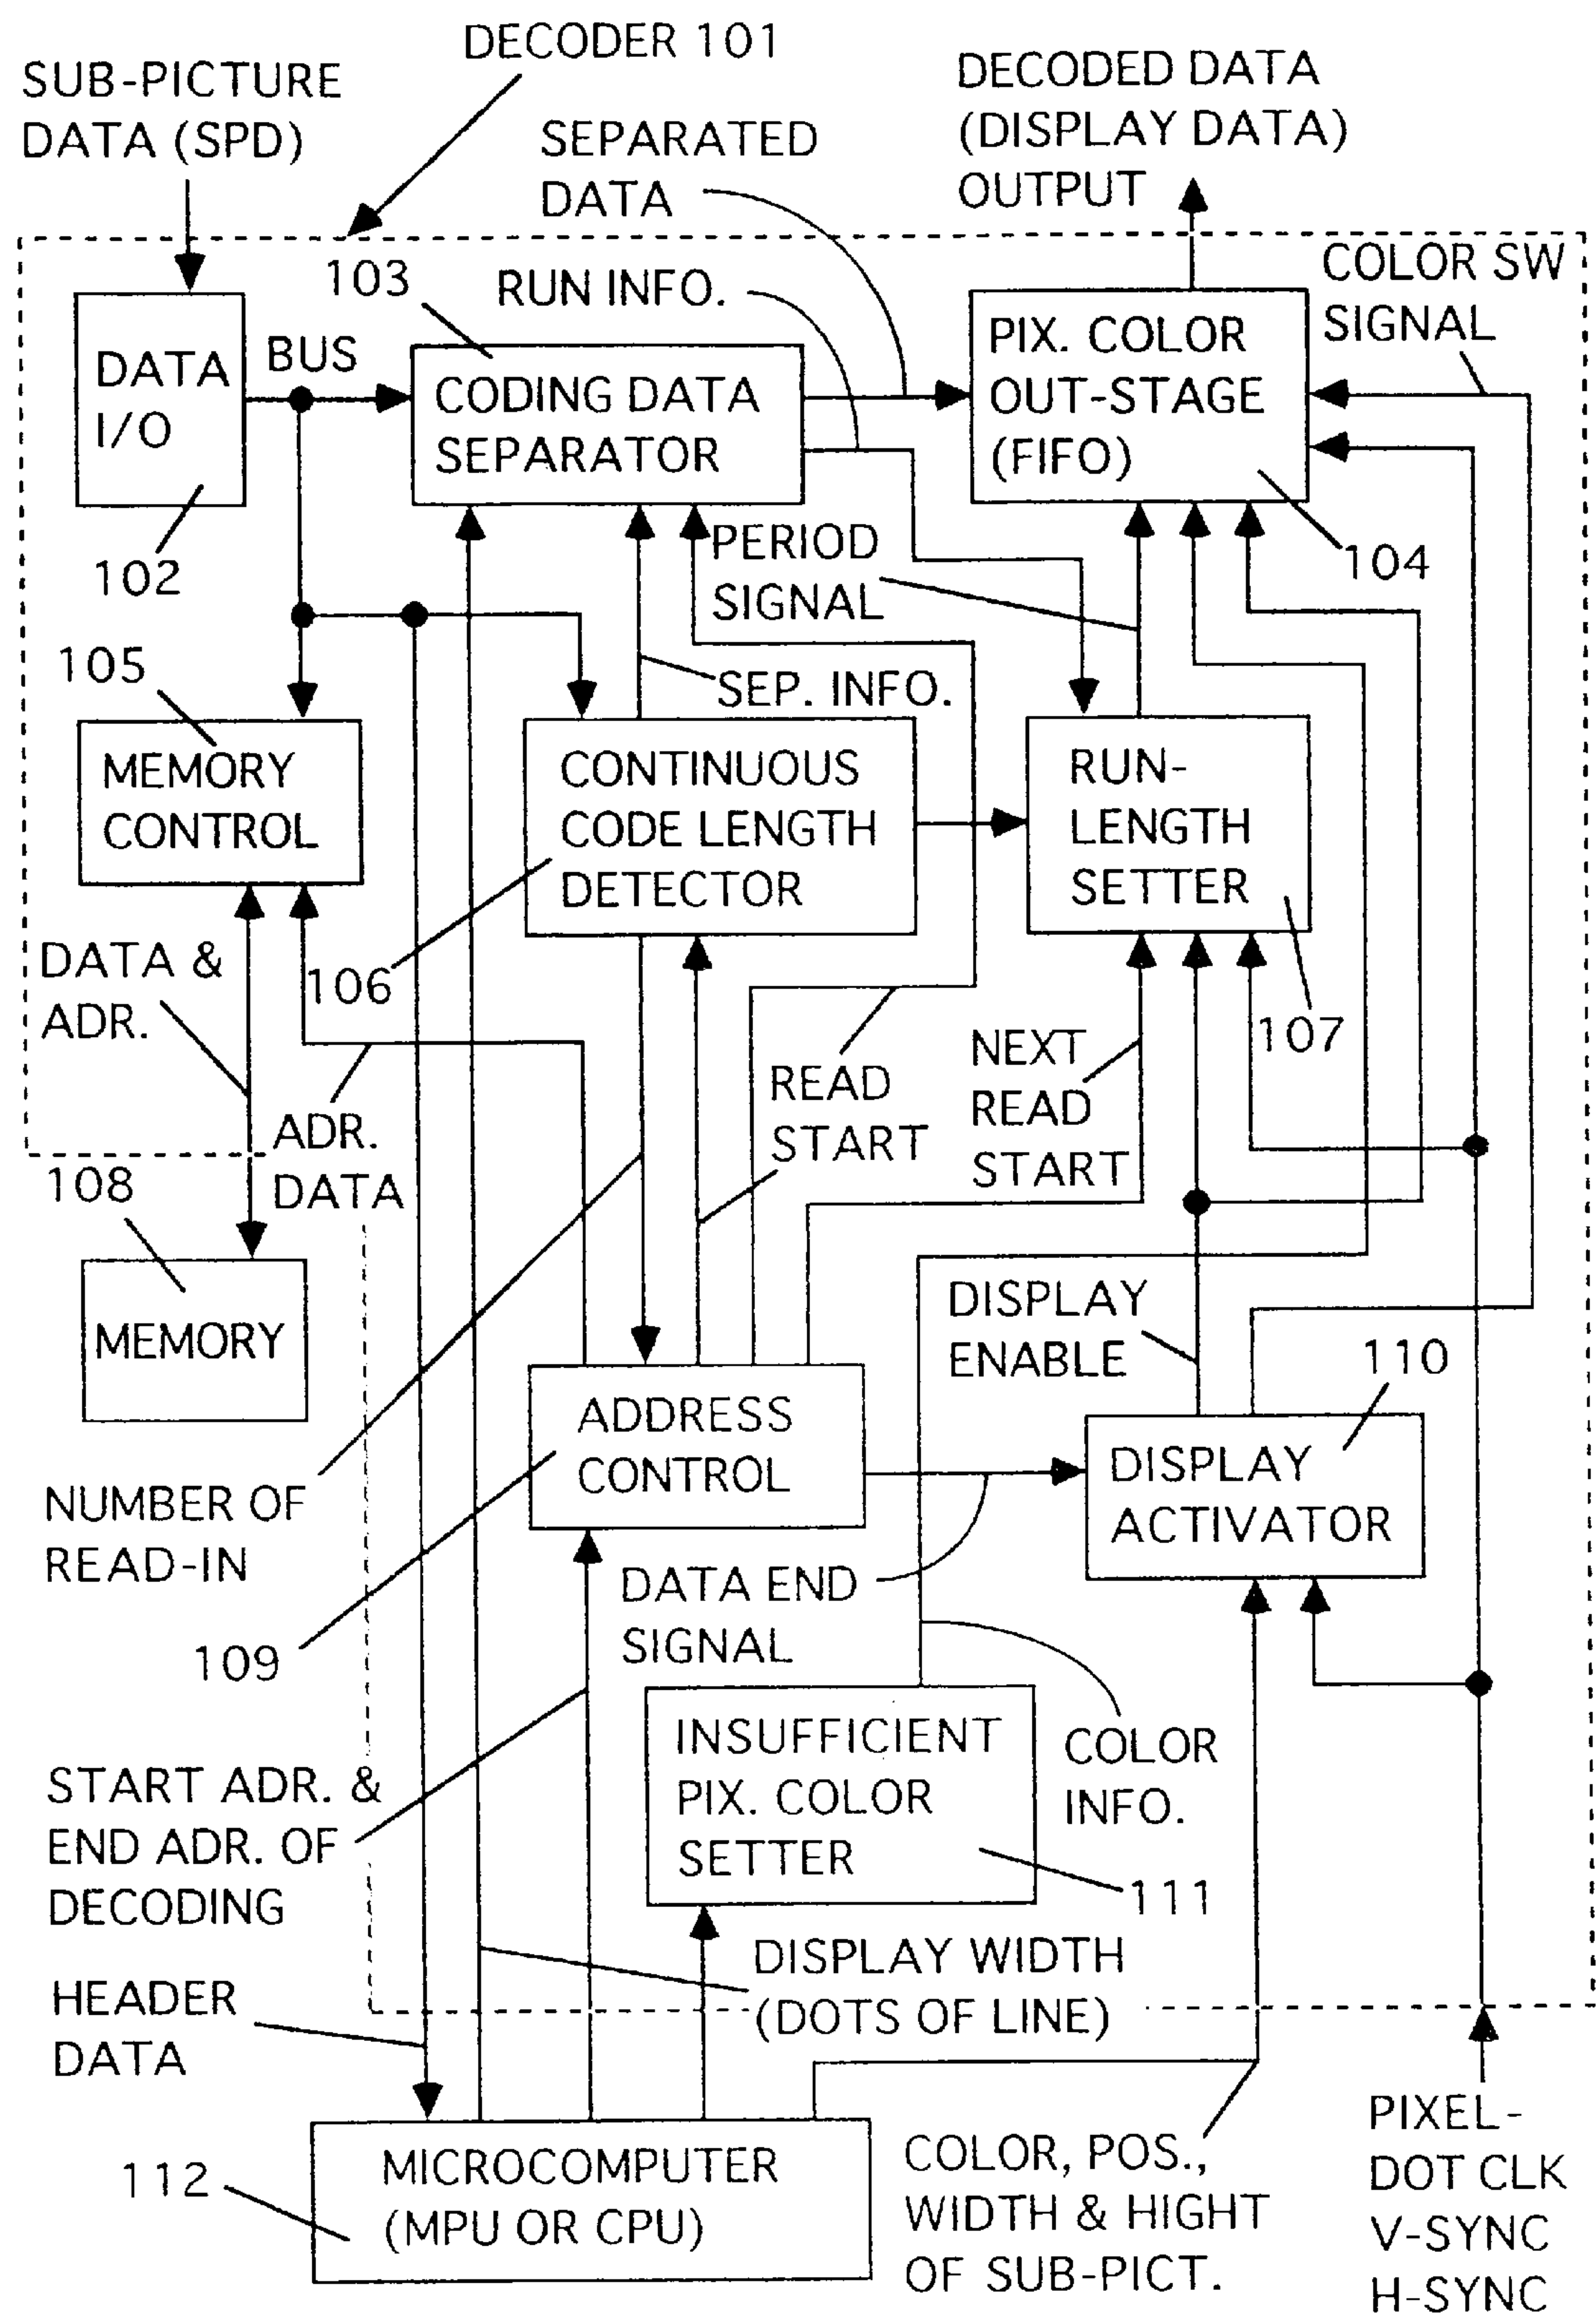 DECODER 101
SUB-PICTURE
DATA (SPD)
SEPARATED
DATA
DECODED DATA
(DISPLAY DATA)
OUTPUT
103
RUN INFO.
COLOR SW
SIGNAL
DATA
I/O
BUS
CODING DATA
SEPARATOR
PIX. COLOR
OUT-STAGE
(FIFO)
102
PERIOD
SIGNAL
104
105
SEP. INFO.
MEMORY
CONTROL
CONTINUOUS
CODE LENGTH
DETECTOR
RUN-
LENGTH
SETTER
DATA &
ADR.
106
107
ADR.
DATA
READ
START
NEXT
READ
START
108
MEMORY
DISPLAY
ENABLE
110
ADDRESS
CONTROL
DISPLAY
ACTIVATOR
NUMBER OF
READ-IN
109
DATA END
SIGNAL
INSUFFICIENT
PIX. COLOR
SETTER
COLOR
INFO.
111
START ADR. &
END ADR. OF
DECODING
DISPLAY WIDTH
(DOTS OF LINE)
HEADER
DATA
112
MICROCOMPUTER
(MPU OR CPU)
COLOR, POS.,
WIDTH & HIGHT
OF SUB-PICT.
PIXEL-
DOT CLK
V-SYNC
H-SYNC